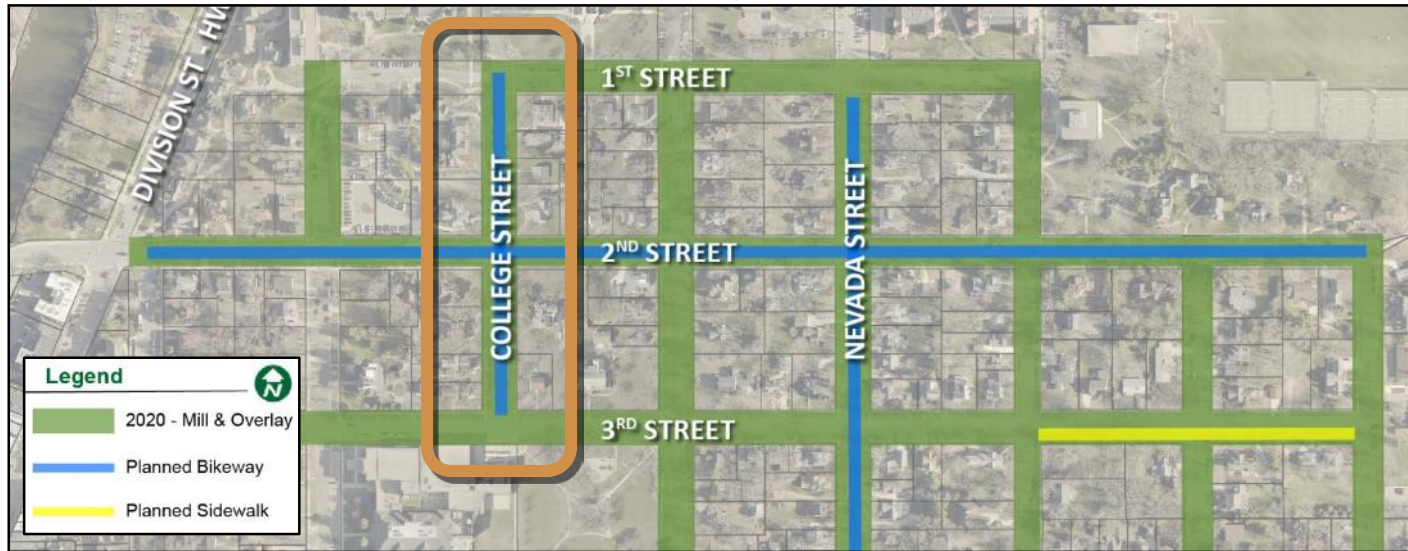 DIVISION ST - HW
1ST STREET
COLLEGE STREET
NEVADA STREET
2ND STREET
3RD STREET
Legend
N
2020 - Mill & Overlay
Planned Bikeway
Planned Sidewalk